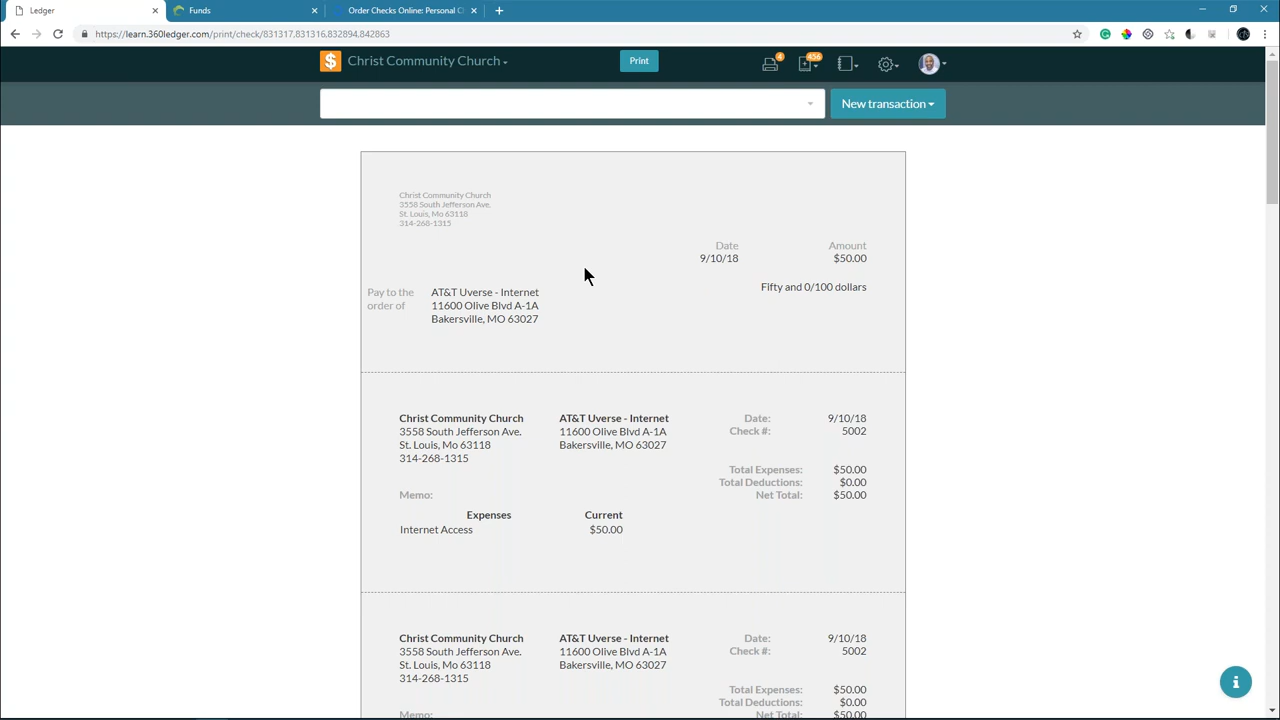 Ledger
Funds
Order Checks Online: Personal C
https://learn.360ledger.com/print/check/831317.831316.832894.842863
$ Christ Community Church
Print
4
456
New transaction
Christ Community Church
3558 South Jefferson Ave.
St. Louis, Mo 63118
314-268-1315
Date Amount
9/10/18 $50.00
Fifty and 0/100 dollars
Pay to the
order of
AT&T Uverse - Internet
11600 Olive Blvd A-1A
Bakersville, MO 63027
Christ Community Church AT&T Uverse - Internet Date: 9/10/18
3558 South Jefferson Ave. 11600 Olive Blvd A-1A Check #: 5002
St. Louis, Mo 63118 Bakersville, MO 63027
314-268-1315
Total Expenses: $50.00
Total Deductions: $0.00
Memo: Net Total: $50.00
Expenses Current
Internet Access $50.00
Christ Community Church AT&T Uverse - Internet Date: 9/10/18
3558 South Jefferson Ave. 11600 Olive Blvd A-1A Check #: 5002
St. Louis, Mo 63118 Bakersville, MO 63027
314-268-1315
Total Expenses: $50.00
Total Deductions: $0.00
Memo: Net Total: $50.00
i